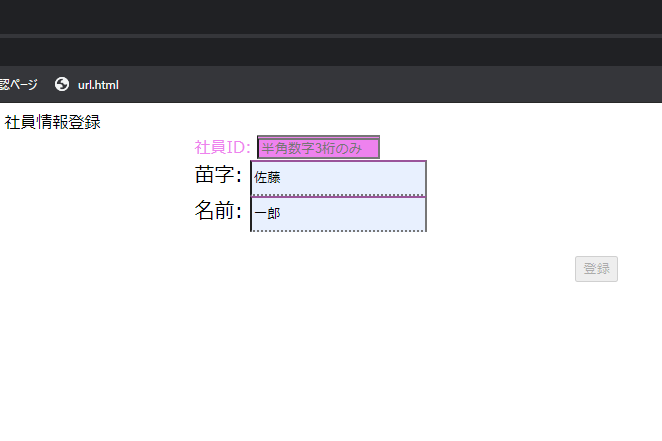 認ページ url.html
社員情報登録
社員ID: 半角数字3桁のみ
苗字: 佐藤
名前: 一郎
登録